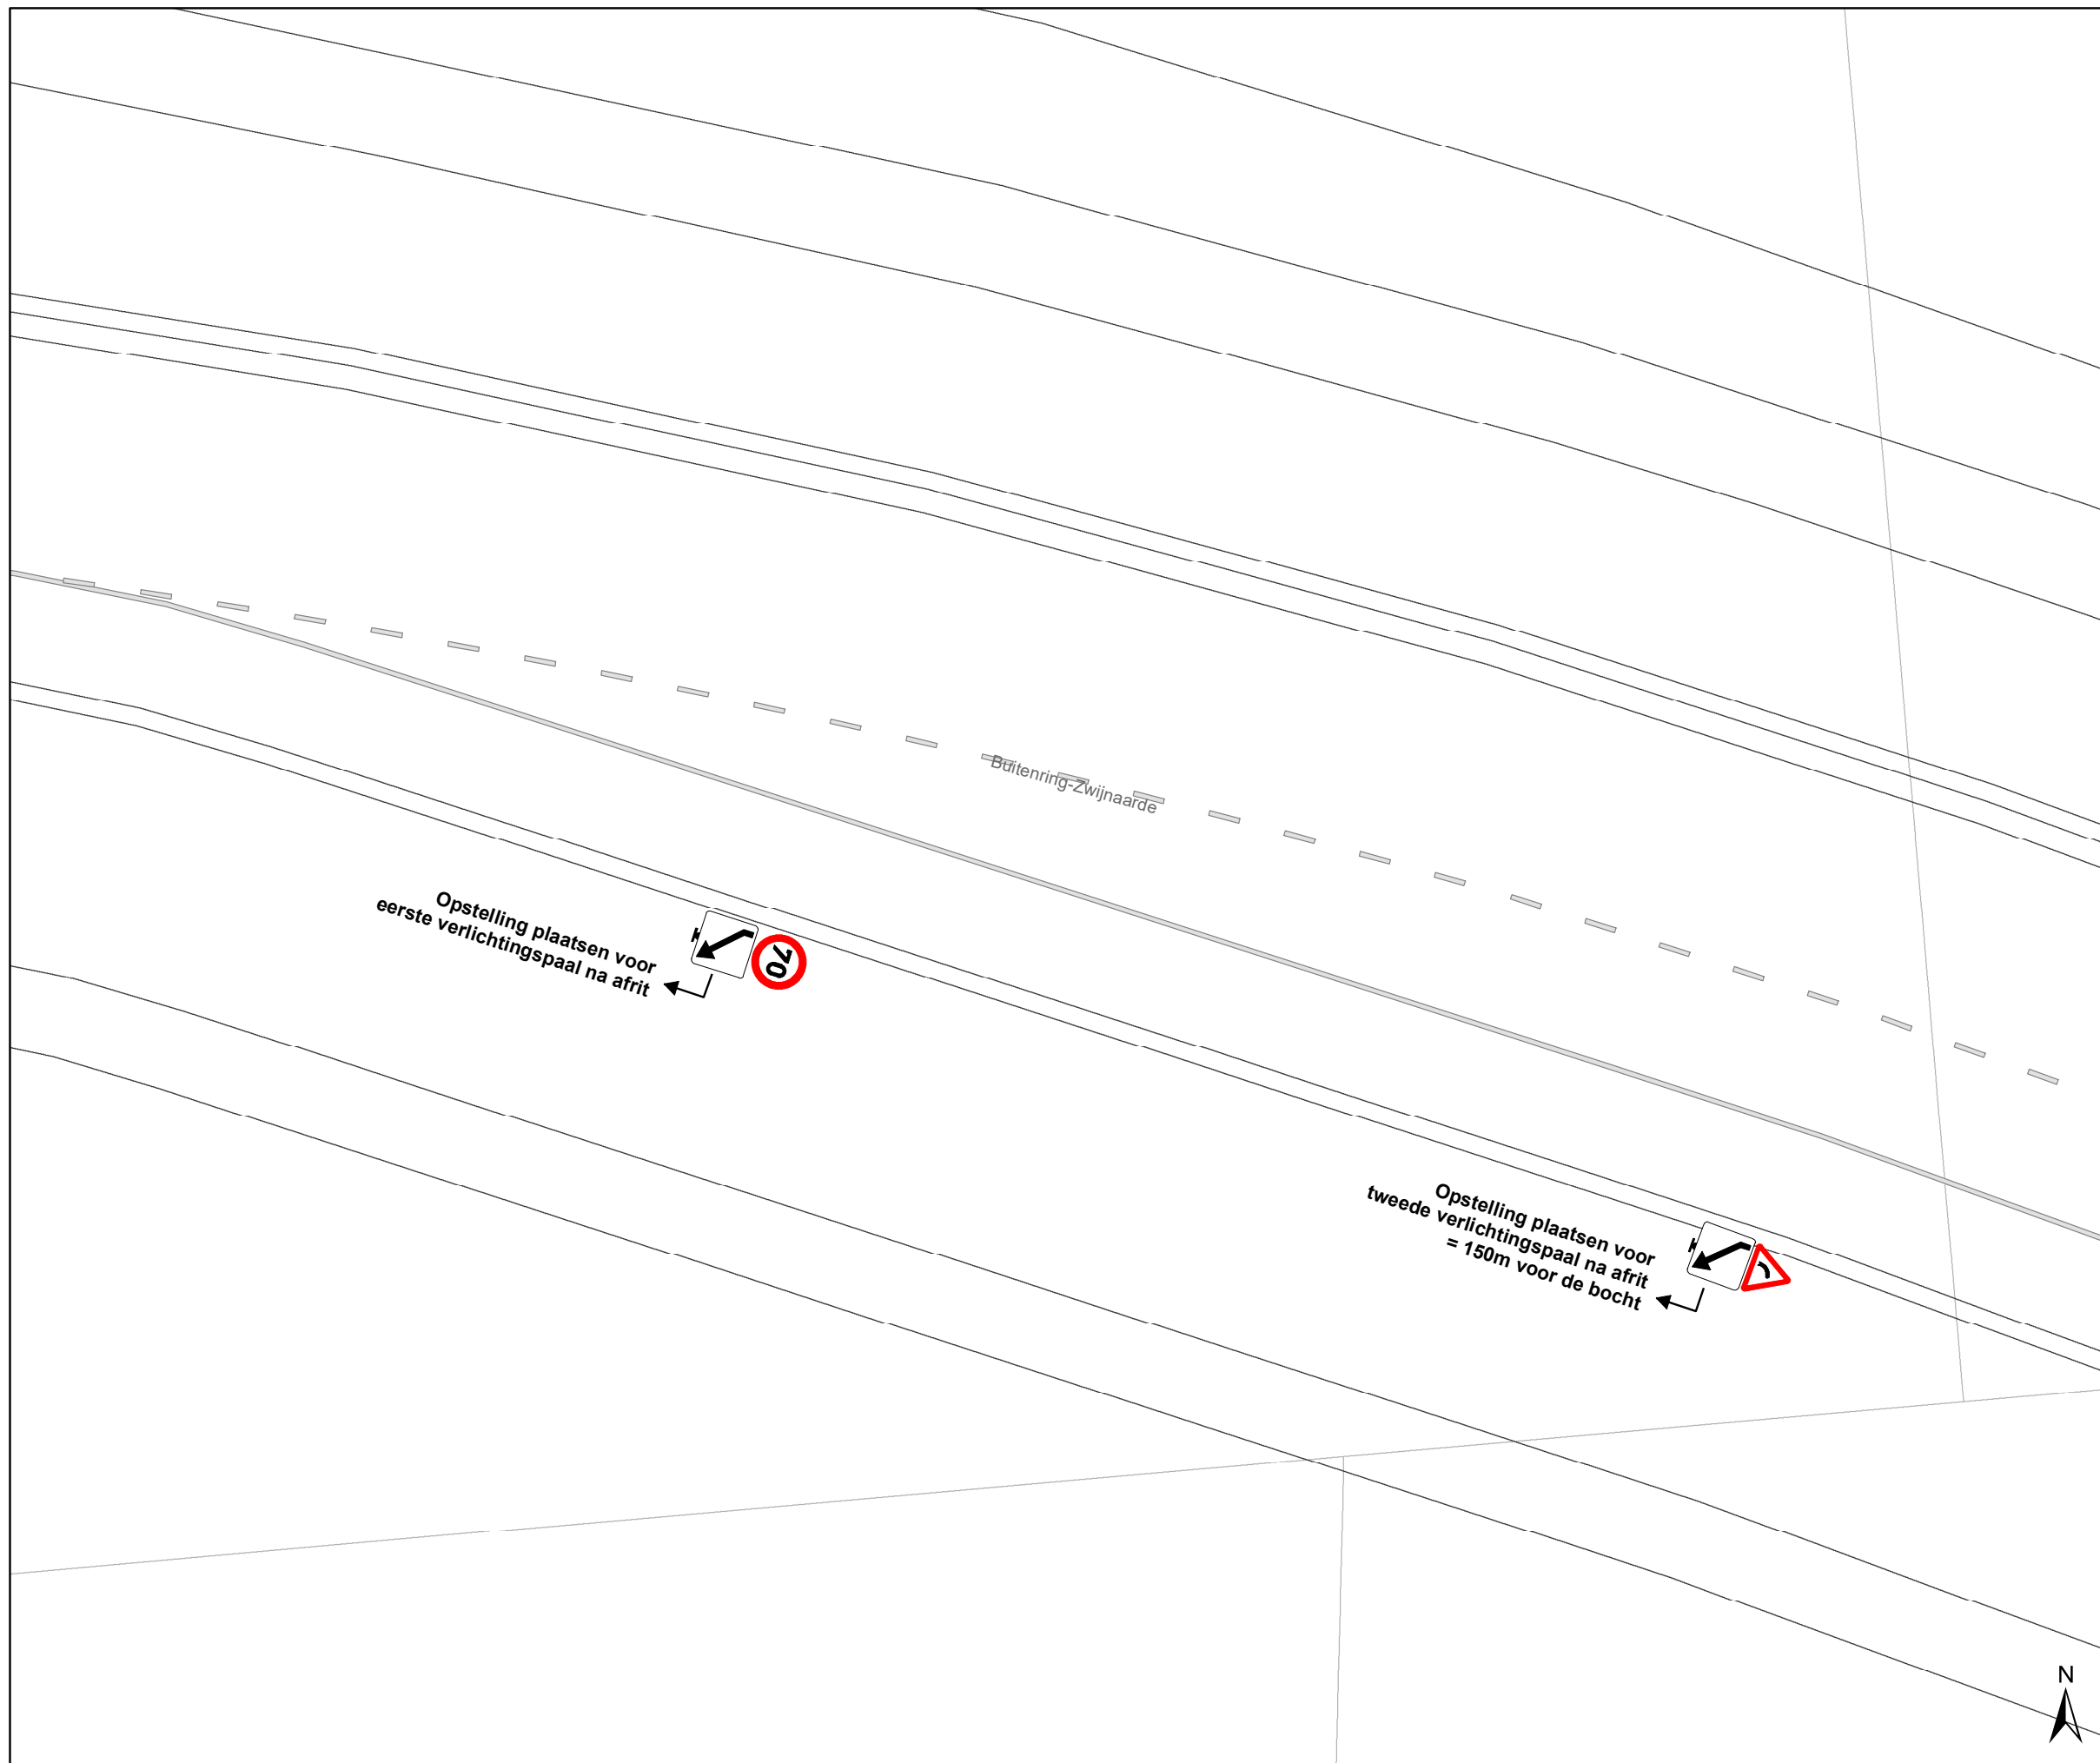 Buitenring-Zwijnaarde
Opstelling plaatsen voor
eerste verlichtingspaal na afrit
70
Opstelling plaatsen voor
tweede verlichtingspaal na afrit
= 150m voor de bocht
N